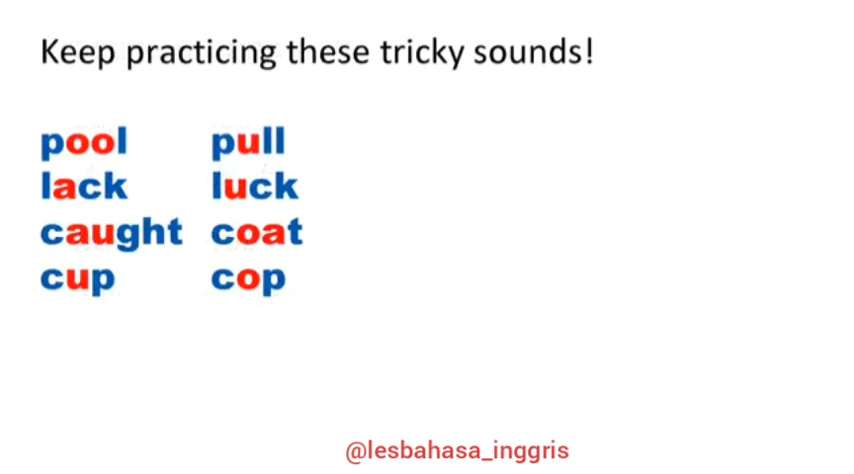 Keep practicing these tricky sounds!
pool pull
lack luck
caught coat
cup cop
@lesbahasa_inggris